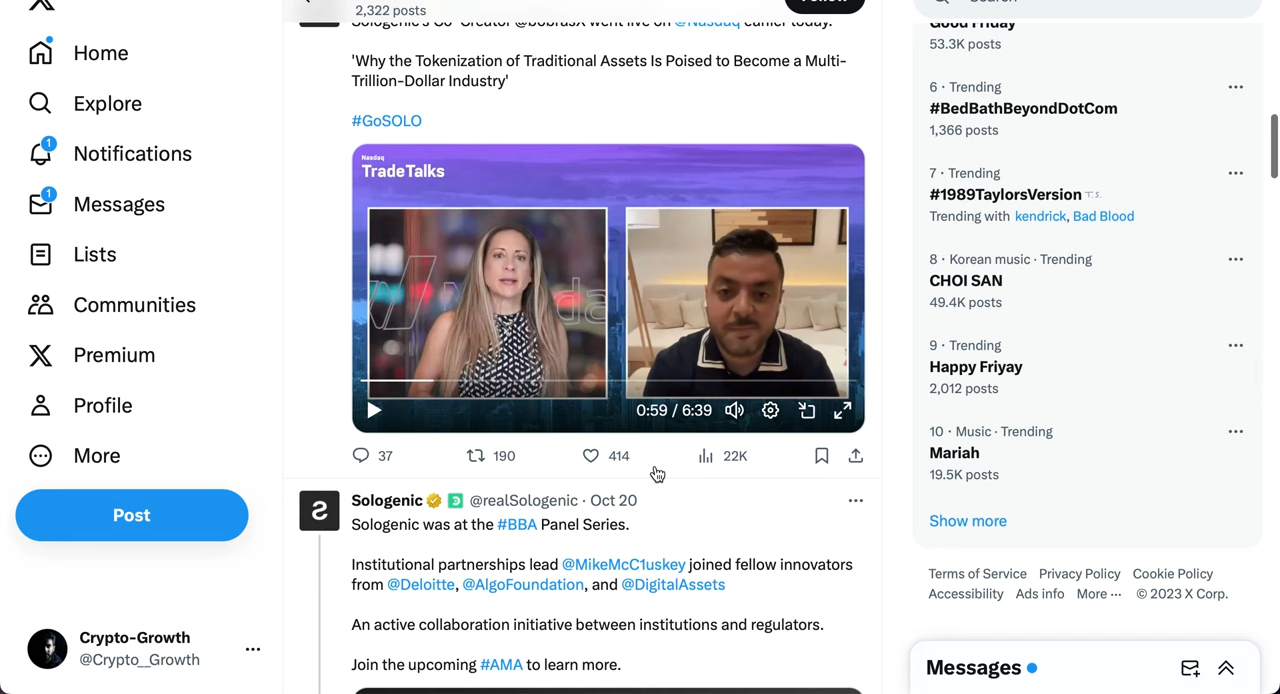 2,322 posts
Follow
Search
Sologenic's Co-Creator @bobrasX went live on @Nasdaq earlier today.
'Why the Tokenization of Traditional Assets Is Poised to Become a Multi-
Trillion-Dollar Industry'
#GoSOLO
Nasdaq
TradeTalks
0:59 / 6:39
37
190
414
22K
Sologenic @realSologenic · Oct 20
Sologenic was at the #BBA Panel Series.
Institutional partnerships lead @MikeMcC1uskey joined fellow innovators
from @Deloitte, @AlgoFoundation, and @DigitalAssets
An active collaboration initiative between institutions and regulators.
Join the upcoming #AMA to learn more.
Home
Explore
1
Notifications
1
Messages
Lists
Communities
Premium
Profile
More
Post
Crypto-Growth
@Crypto__Growth
Good Friday
53.3K posts
6 · Trending
#BedBathBeyondDotCom
1,366 posts
7 · Trending
#1989TaylorsVersion
Trending with kendrick, Bad Blood
8 · Korean music · Trending
CHOI SAN
49.4K posts
9 · Trending
Happy Friyay
2,012 posts
10 · Music · Trending
Mariah
19.5K posts
Show more
Terms of Service Privacy Policy Cookie Policy
Accessibility Ads info More ··· © 2023 X Corp.
Messages